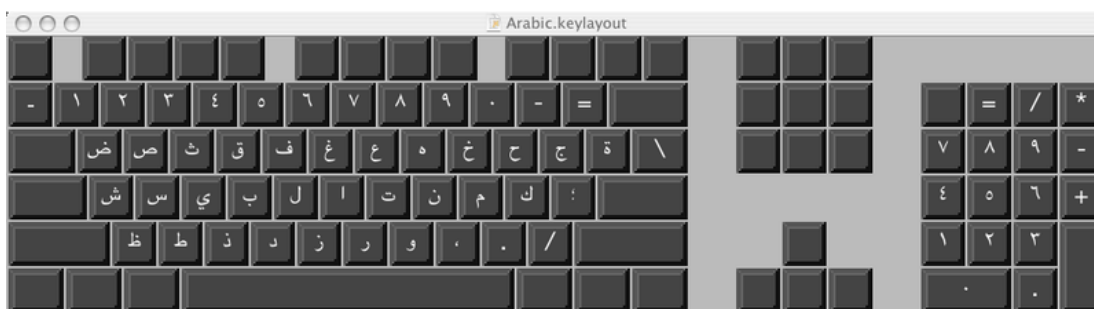 Arabic.keylayout
- ١ ٢ ٣ ٤ ٥ ٦ ٧ ٨ ٩ ٠ - = = / *
ض ص ث ق ف غ ع ه خ ح ج ة \ ٧ ٨ ٩ -
ش س ي ب ل ا ت ن م ك ؛ ٤ ٥ ٦ +
ظ ط ذ د ز ر و ، . / ١ ٢ ٣
٠ .